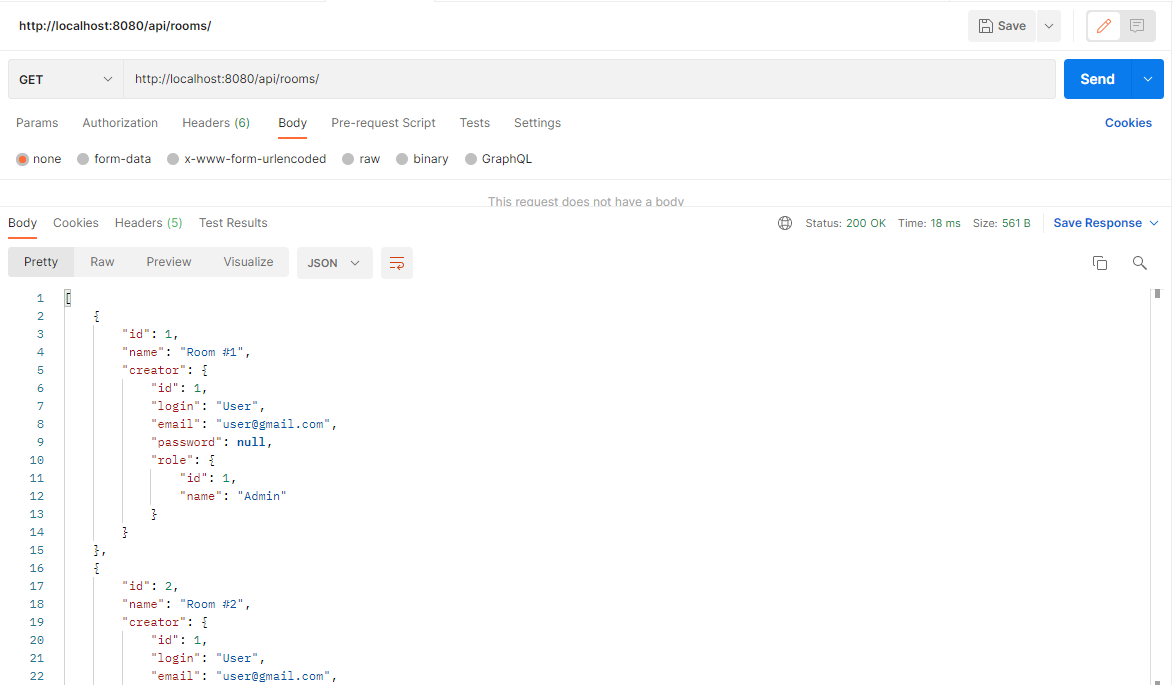 http://localhost:8080/api/rooms/ Save
GET http://localhost:8080/api/rooms/ Send
Params Authorization Headers (6) Body Pre-request Script Tests Settings Cookies
none form-data x-www-form-urlencoded raw binary GraphQL
This request does not have a body
Body Cookies Headers (5) Test Results Status: 200 OK Time: 18 ms Size: 561 B Save Response
Pretty Raw Preview Visualize JSON
1 [
2 {
3 "id": 1,
4 "name": "Room #1",
5 "creator": {
6 "id": 1,
7 "login": "User",
8 "email": "user@gmail.com",
9 "password": null,
10 "role": {
11 "id": 1,
12 "name": "Admin"
13 }
14 }
15 },
16 {
17 "id": 2,
18 "name": "Room #2",
19 "creator": {
20 "id": 1,
21 "login": "User",
22 "email": "user@gmail.com",